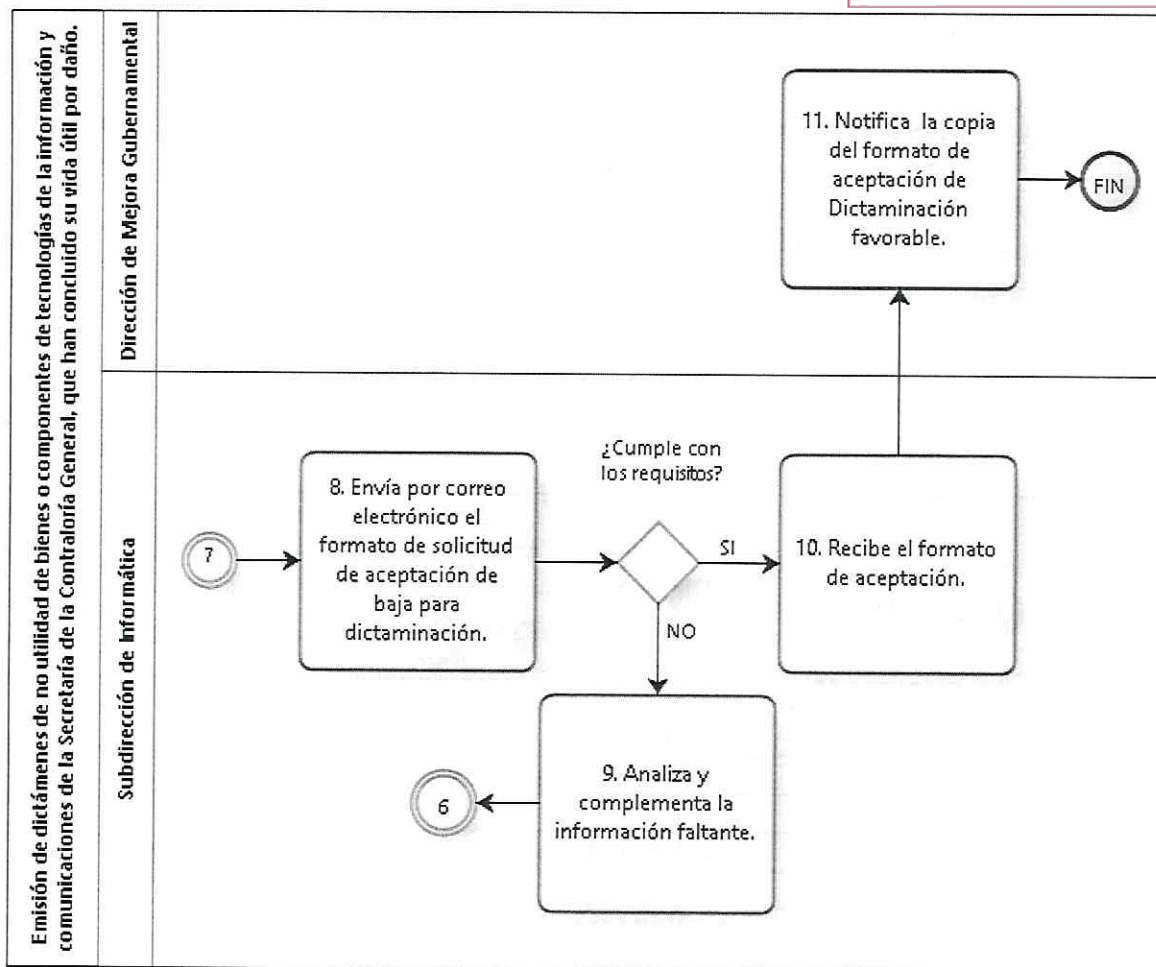 Emisión de dictámenes de no utilidad de bienes o componentes de tecnologías de la información y
comunicaciones de la Secretaría de la Contraloría General, que han concluido su vida útil por daño.
Dirección de Mejora Gubernamental
11. Notifica la copia
del formato de
aceptación de
Dictaminación
favorable.
FIN
Subdirección de Informática
7
8. Envía por correo
electrónico el
formato de solicitud
de aceptación de
baja para
dictaminación.
¿Cumple con
los requisitos?
SI
NO
10. Recibe el formato
de aceptación.
9. Analiza y
complementa la
información faltante.
6